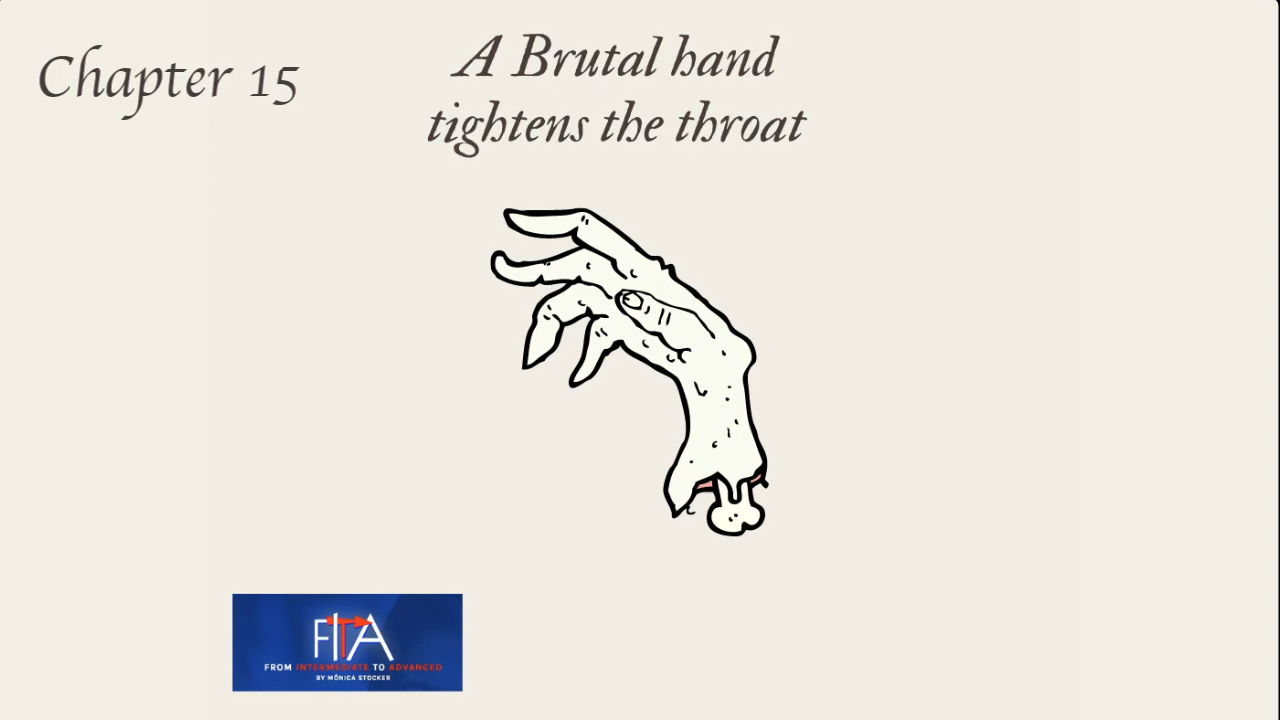 Chapter 15
A Brutal hand
tightens the throat
FITA
FROM INTERMEDIATE TO ADVANCED
BY MÔNICA STOCKER